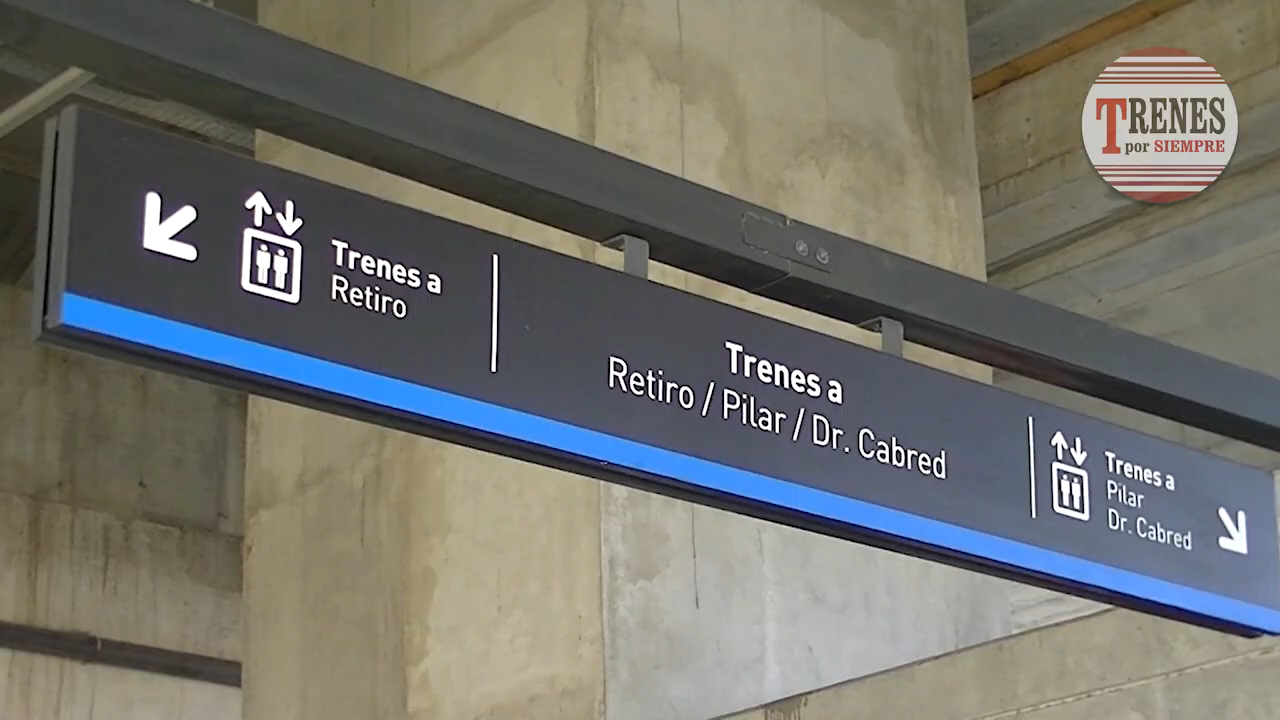 Trenes a
Retiro
Trenes a
Retiro / Pilar / Dr. Cabred
Trenes a
Pilar
Dr. Cabred
TRENES
por SIEMPRE